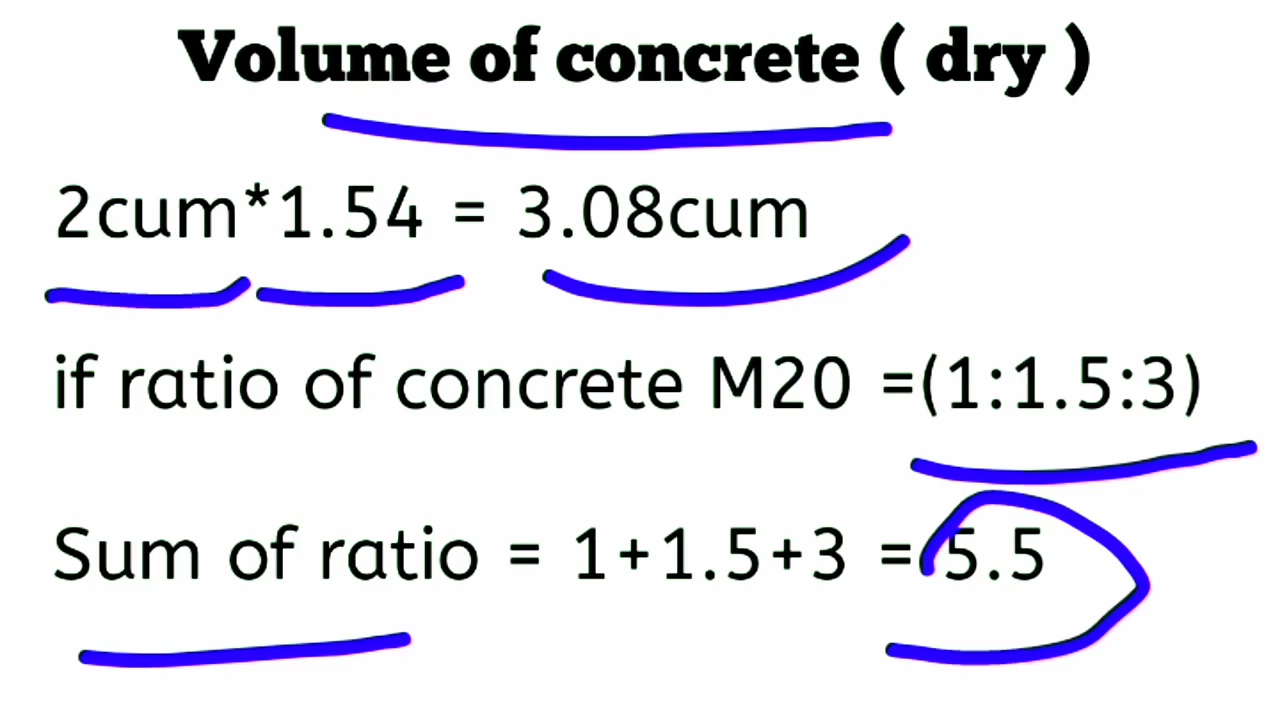 Volume of concrete ( dry )
2cum*1.54 = 3.08cum
if ratio of concrete M20 =(1:1.5:3)
Sum of ratio = 1+1.5+3 = 5.5